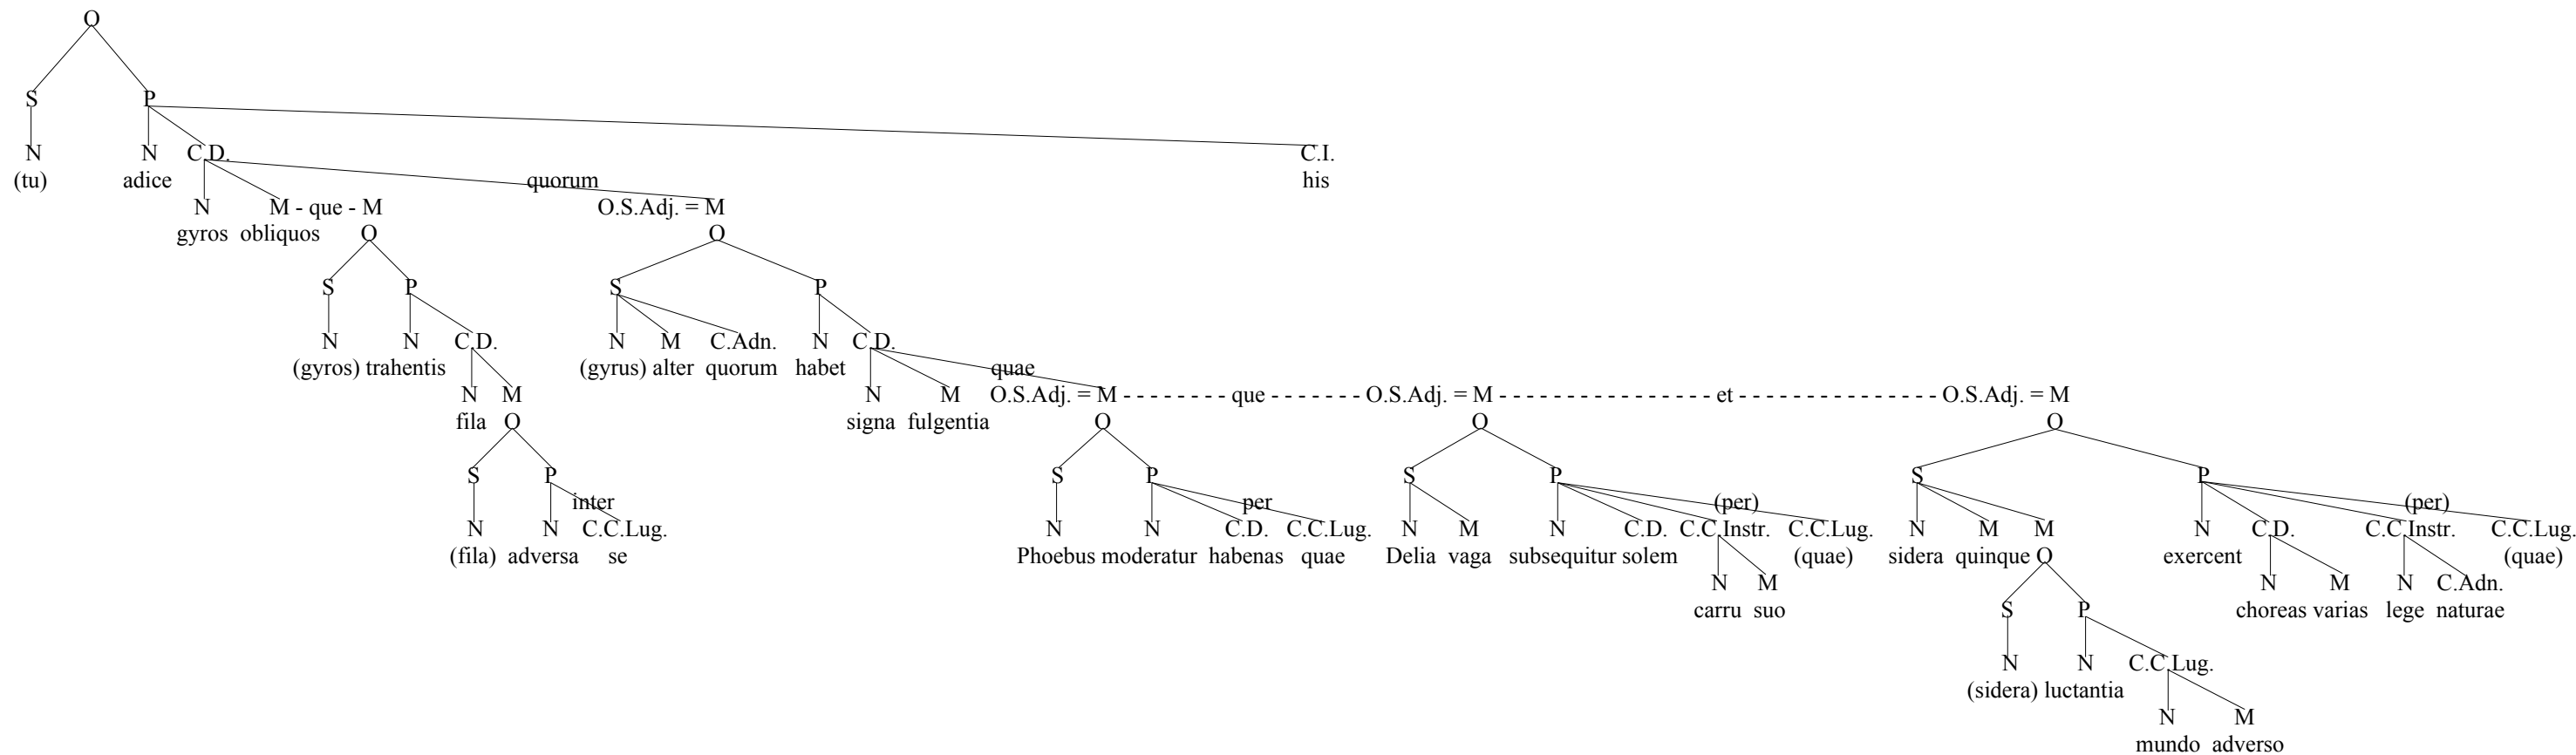 O
S P
N N C.D. C.I.
(tu) adice quorum his
N M - que - M O.S.Adj. = M
gyros obliquos O O
S P S P
N N C.D. N M C.Adn. N C.D.
(gyros) trahentis (gyrus) alter quorum habet quae
N M N M O.S.Adj. = M - - - - - - - - que - - - - - - - O.S.Adj. = M - - - - - - - - - - - - - - - - - et - - - - - - - - - - - - - - - - O.S.Adj. = M
fila O signa fulgentia O O O
S P S P S P S P
inter per (per) (per)
N N C.C.Lug. N N C.D. C.C.Lug. N M N C.D. C.C.Instr. C.C.Lug. N M M N C.D. C.C.Instr. C.C.Lug.
(fila) adversa se Phoebus moderatur habenas quae Delia vaga subsequitur solem (quae) sidera quinque O exercent (quae)
N M N M N C.Adn.
carru suo S P choreas varias lege naturae
N N C.C.Lug.
(sidera) luctantia
N M
mundo adverso